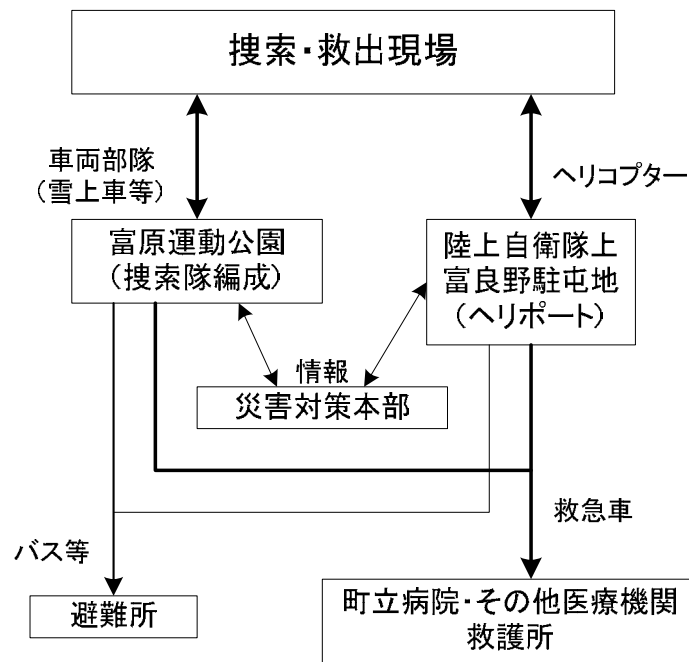 捜索・救出現場
車両部隊
（雪上車等）
ヘリコプター
富原運動公園
（捜索隊編成）
陸上自衛隊上
富良野駐屯地
（ヘリポート）
情報
災害対策本部
救急車
バス等
避難所
町立病院・その他医療機関
救護所